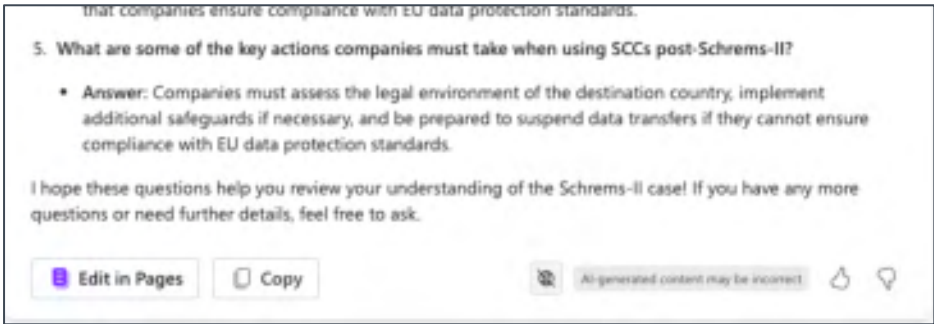 that companies ensure compliance with EU data protection standards.
5. What are some of the key actions companies must take when using SCCs post-Schrems-II?
• Answer: Companies must assess the legal environment of the destination country, implement
additional safeguards if necessary, and be prepared to suspend data transfers if they cannot ensure
compliance with EU data protection standards.
I hope these questions help you review your understanding of the Schrems-II case! If you have any more
questions or need further details, feel free to ask.
Edit in Pages
Copy
AI-generated content may be incorrect